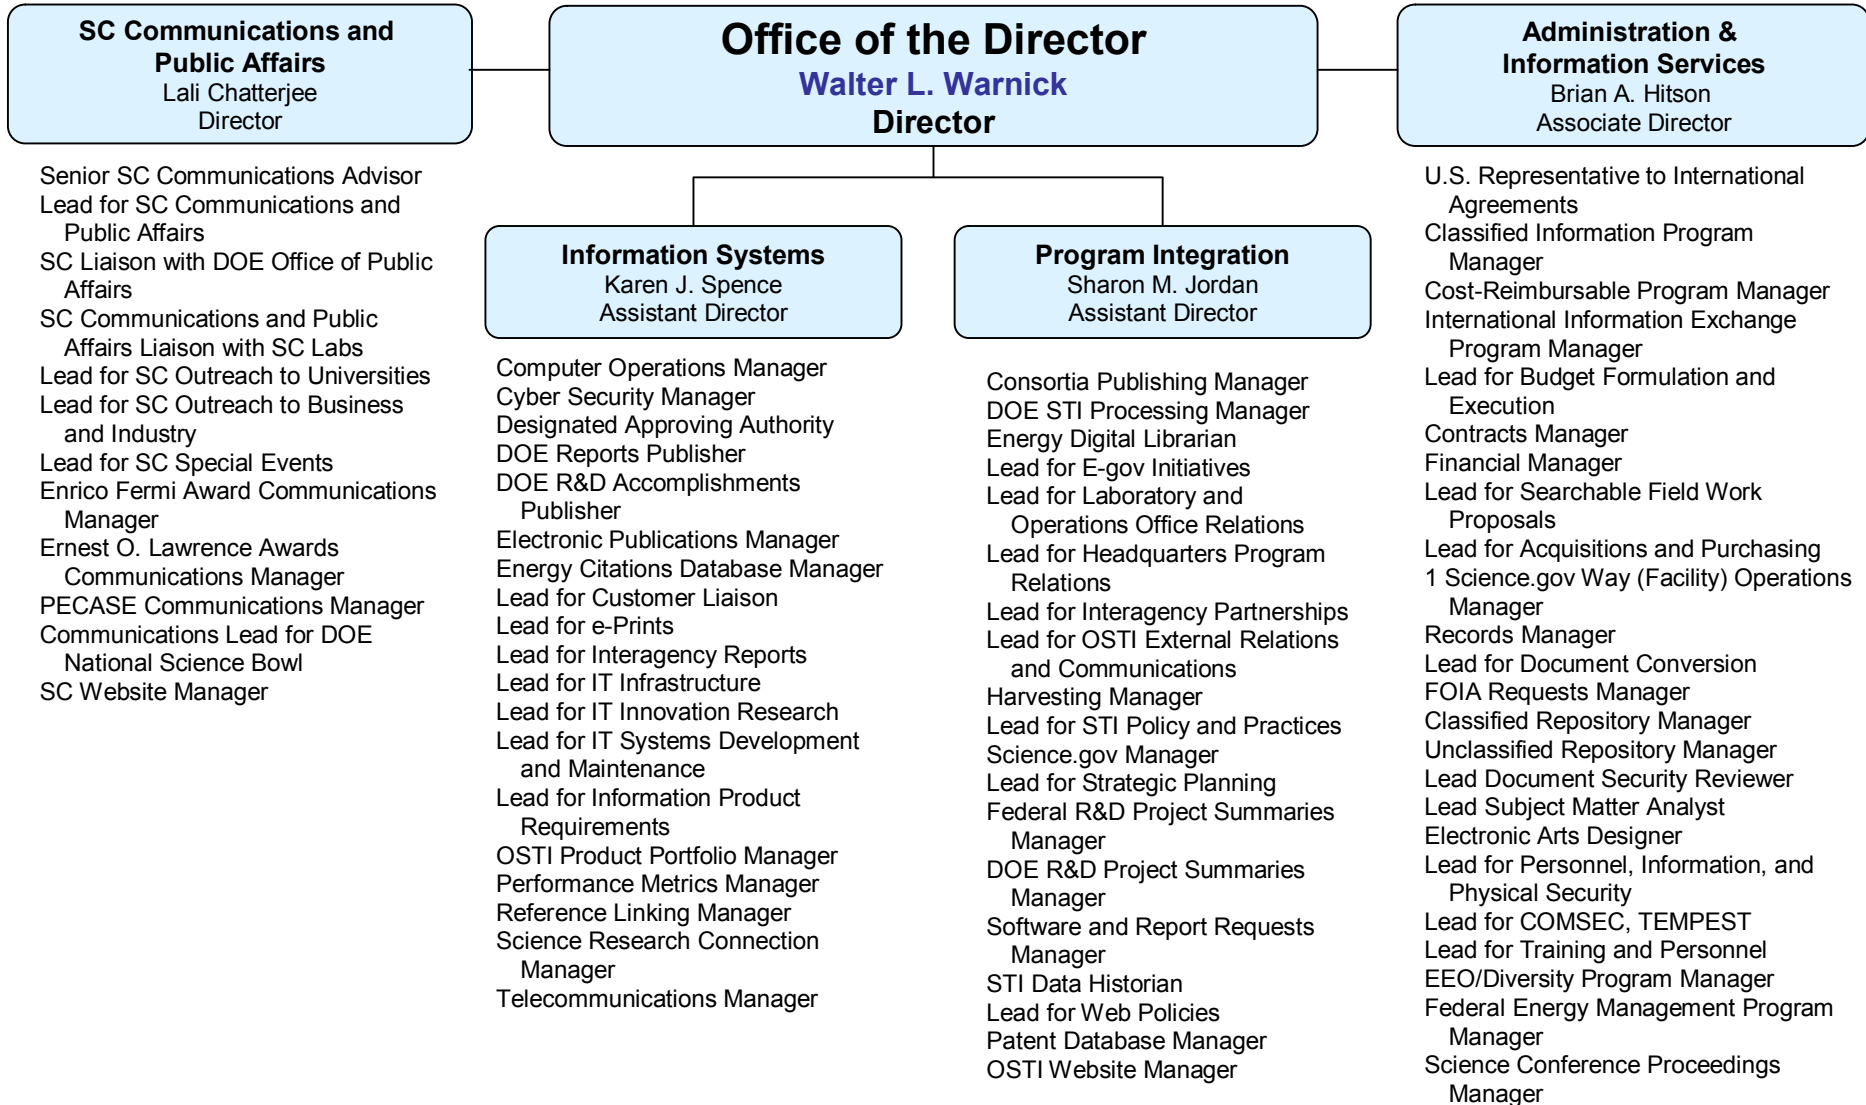 SC Communications and
Public Affairs
Lali Chatterjee
Director
Senior SC Communications Advisor
Lead for SC Communications and
Public Affairs
SC Liaison with DOE Office of Public
Affairs
SC Communications and Public
Affairs Liaison with SC Labs
Lead for SC Outreach to Universities
Lead for SC Outreach to Business
and Industry
Lead for SC Special Events
Enrico Fermi Award Communications
Manager
Ernest O. Lawrence Awards
Communications Manager
PECASE Communications Manager
Communications Lead for DOE
National Science Bowl
SC Website Manager
Office of the Director
Walter L. Warnick
Director
Information Systems
Karen J. Spence
Assistant Director
Computer Operations Manager
Cyber Security Manager
Designated Approving Authority
DOE Reports Publisher
DOE R&D Accomplishments
Publisher
Electronic Publications Manager
Energy Citations Database Manager
Lead for Customer Liaison
Lead for e-Prints
Lead for Interagency Reports
Lead for IT Infrastructure
Lead for IT Innovation Research
Lead for IT Systems Development
and Maintenance
Lead for Information Product
Requirements
OSTI Product Portfolio Manager
Performance Metrics Manager
Reference Linking Manager
Science Research Connection
Manager
Telecommunications Manager
Program Integration
Sharon M. Jordan
Assistant Director
Consortia Publishing Manager
DOE STI Processing Manager
Energy Digital Librarian
Lead for E-gov Initiatives
Lead for Laboratory and
Operations Office Relations
Lead for Headquarters Program
Relations
Lead for Interagency Partnerships
Lead for OSTI External Relations
and Communications
Harvesting Manager
Lead for STI Policy and Practices
Science.gov Manager
Lead for Strategic Planning
Federal R&D Project Summaries
Manager
DOE R&D Project Summaries
Manager
Software and Report Requests
Manager
STI Data Historian
Lead for Web Policies
Patent Database Manager
OSTI Website Manager
Administration &
Information Services
Brian A. Hitson
Associate Director
U.S. Representative to International
Agreements
Classified Information Program
Manager
Cost-Reimbursable Program Manager
International Information Exchange
Program Manager
Lead for Budget Formulation and
Execution
Contracts Manager
Financial Manager
Lead for Searchable Field Work
Proposals
Lead for Acquisitions and Purchasing
1 Science.gov Way (Facility) Operations
Manager
Records Manager
Lead for Document Conversion
FOIA Requests Manager
Classified Repository Manager
Unclassified Repository Manager
Lead Document Security Reviewer
Lead Subject Matter Analyst
Electronic Arts Designer
Lead for Personnel, Information, and
Physical Security
Lead for COMSEC, TEMPEST
Lead for Training and Personnel
EEO/Diversity Program Manager
Federal Energy Management Program
Manager
Science Conference Proceedings
Manager